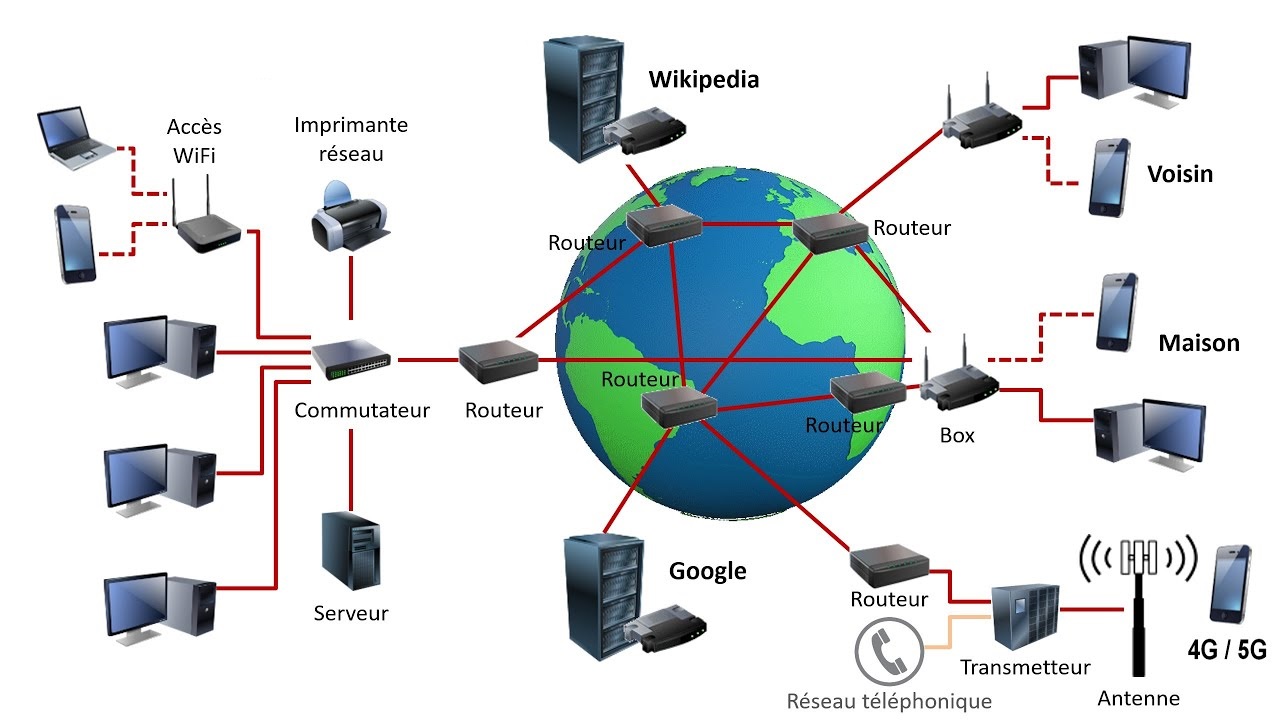 Wikipedia
Accès
WiFi
Imprimante
réseau
Voisin
Routeur
Routeur
Maison
Routeur
Commutateur
Routeur
Routeur
Box
Google
Serveur
Routeur
4G / 5G
Transmetteur
Réseau téléphonique
Antenne